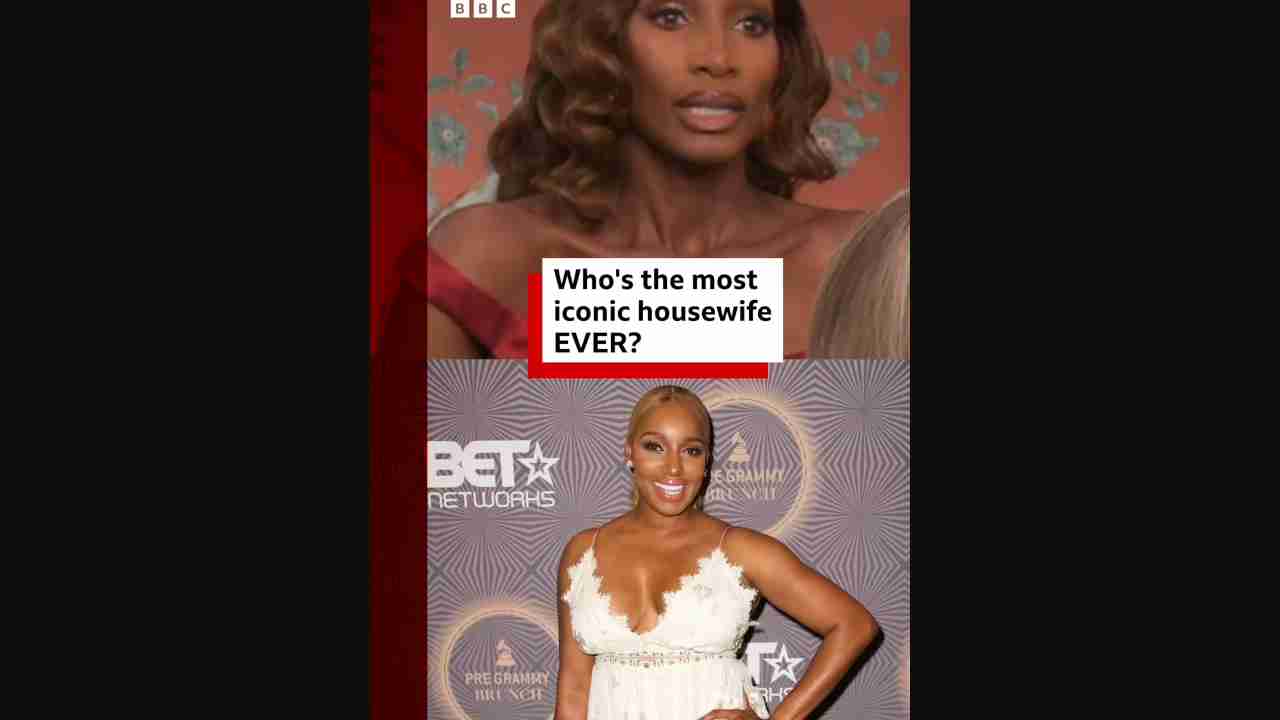 BBC
Who's the most
iconic housewife
EVER?
BET
NETWORKS
PRE GRAMMY
BRUNCH
PRE GRAMMY
BRUNCH